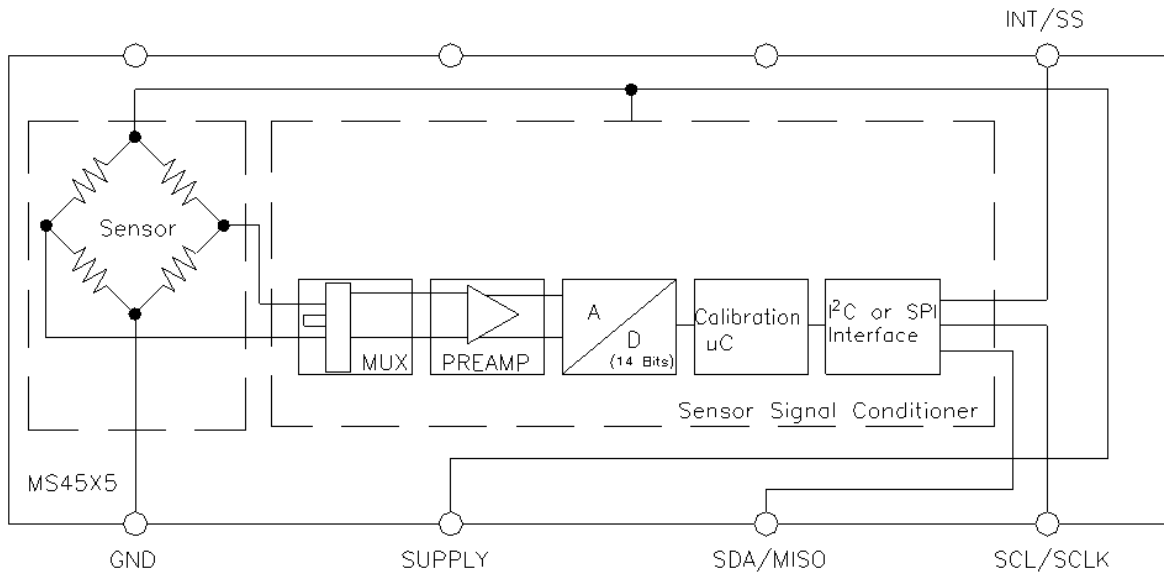 INT/SS
Sensor
MUX
PREAMP
A
D
(14 Bits)
Calibration
uC
I²C or SPI
Interface
Sensor Signal Conditioner
MS45X5
GND
SUPPLY
SDA/MISO
SCL/SCLK